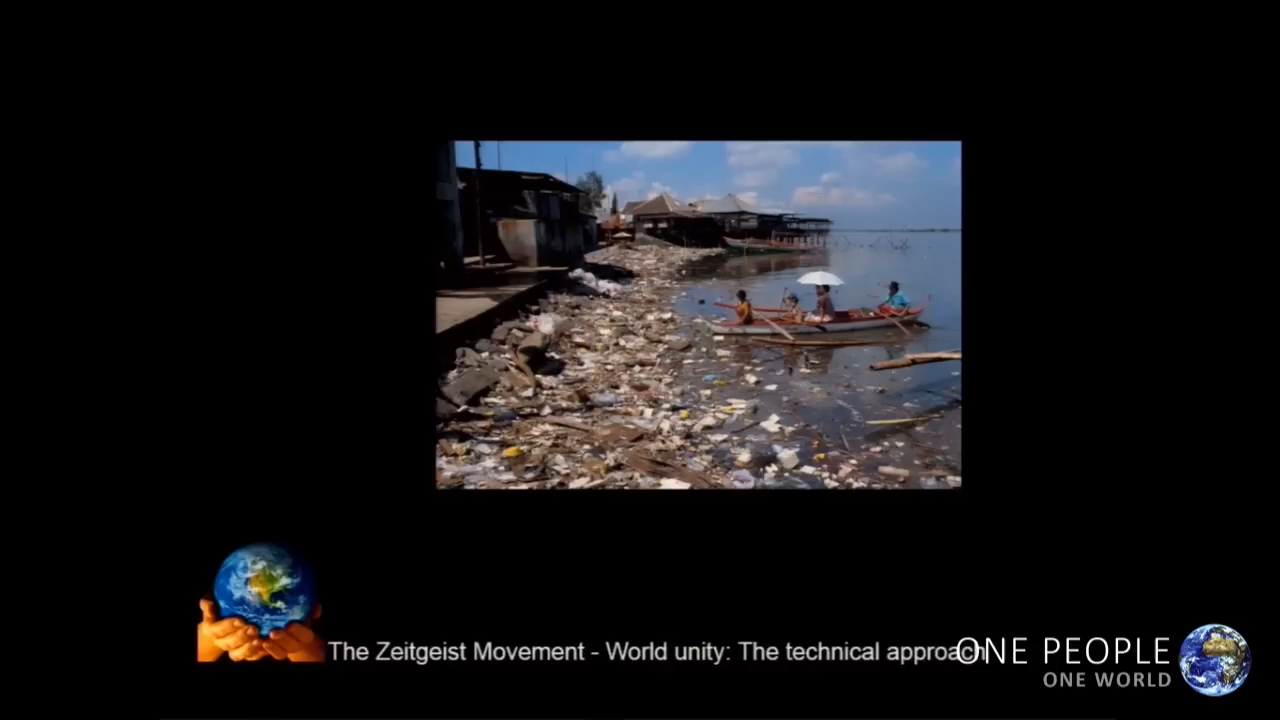 The Zeitgeist Movement - World unity: The technical approach
ONE PEOPLE
ONE WORLD